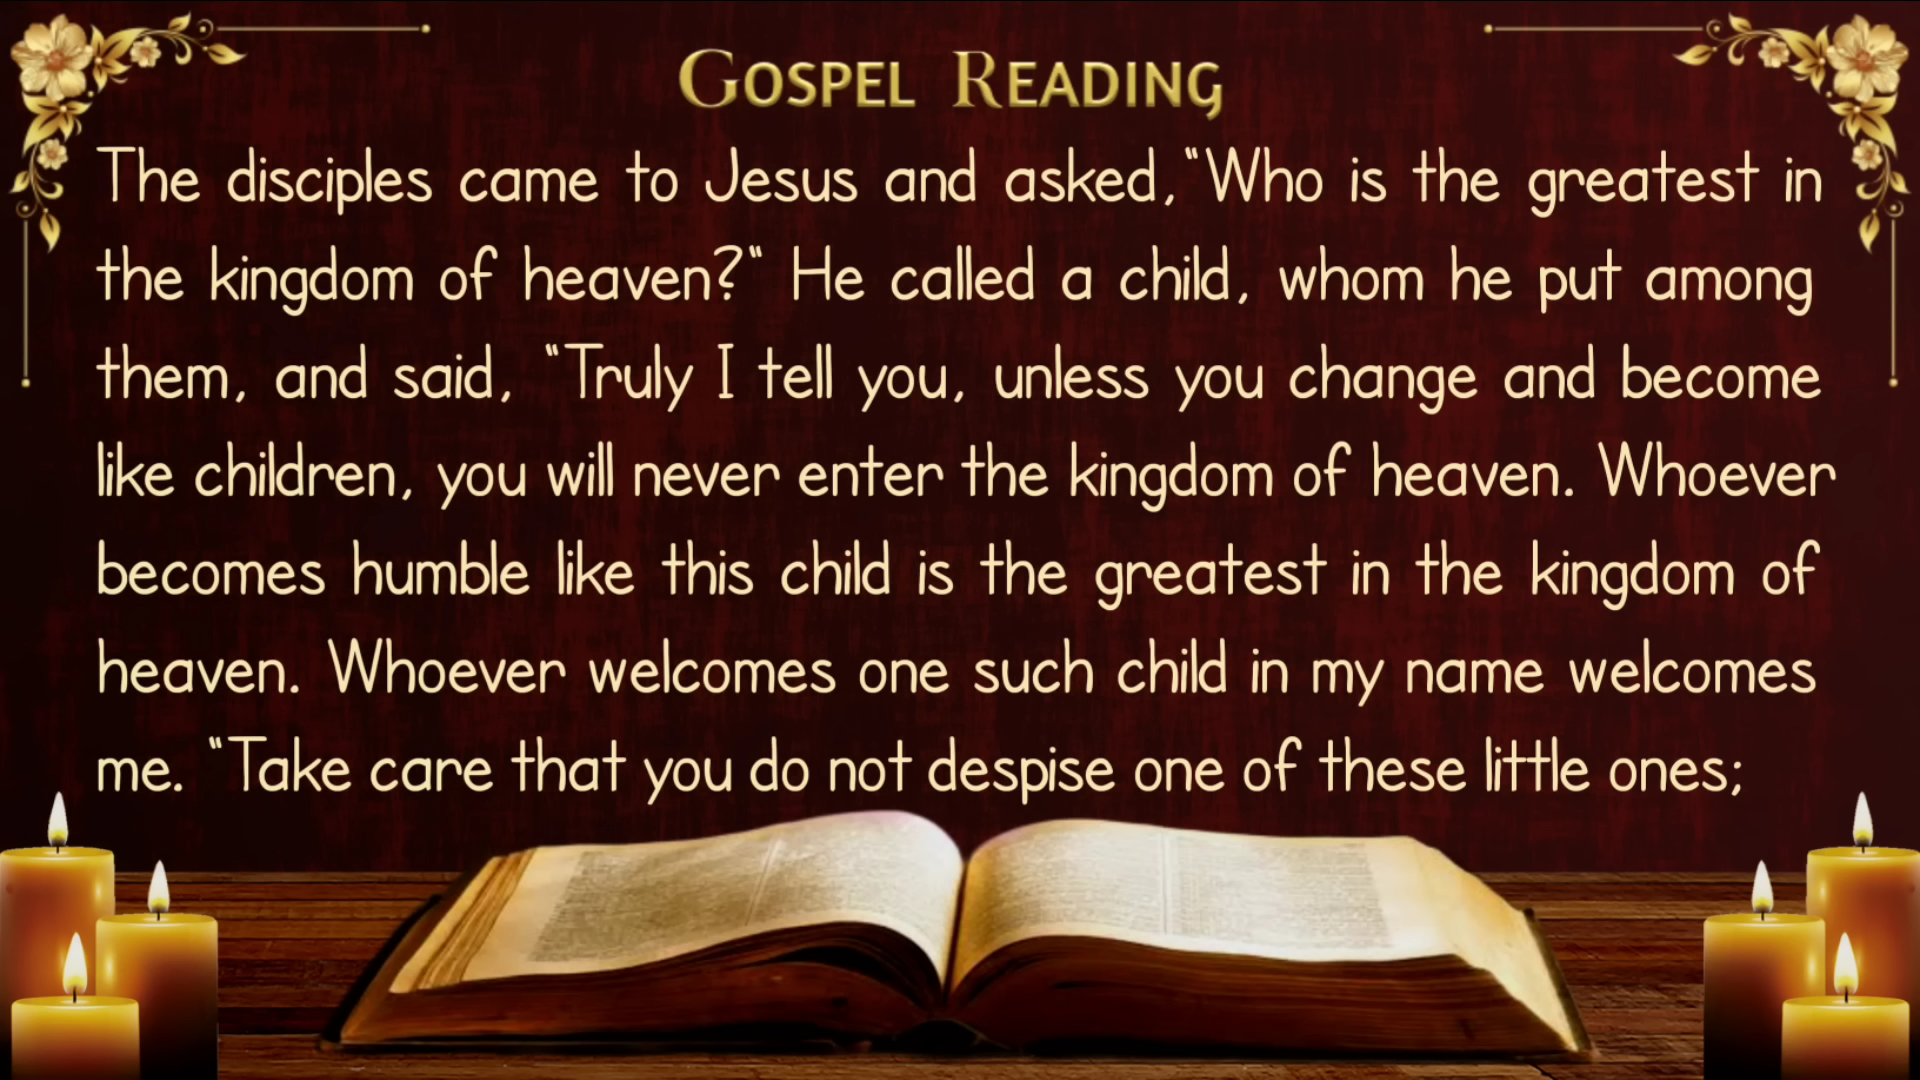 GOSPEL READING
The disciples came to Jesus and asked,"Who is the greatest in
the kingdom of heaven?" He called a child, whom he put among
them, and said, "Truly I tell you, unless you change and become
like children, you will never enter the kingdom of heaven. Whoever
becomes humble like this child is the greatest in the kingdom of
heaven. Whoever welcomes one such child in my name welcomes
me. "Take care that you do not despise one of these little ones;